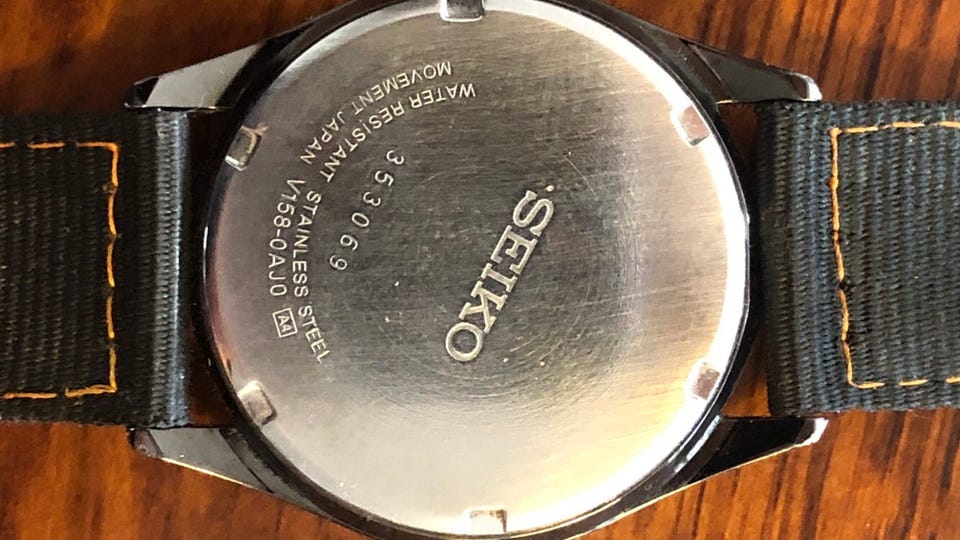 SEIKO
353069
WATER RESISTANT STAINLESS STEEL
MOVEMENT JAPAN V158-0AJ0 A4